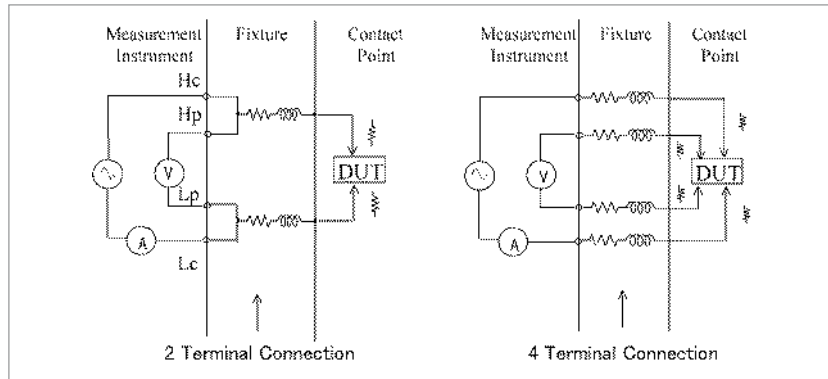 Measurement
Instrument
Fixture
Contact
Point
Hc
Hp
V
Lp
DUT
A
Lc
2 Terminal Connection
Measurement
Instrument
Fixture
Contact
Point
V
DUT
A
4 Terminal Connection